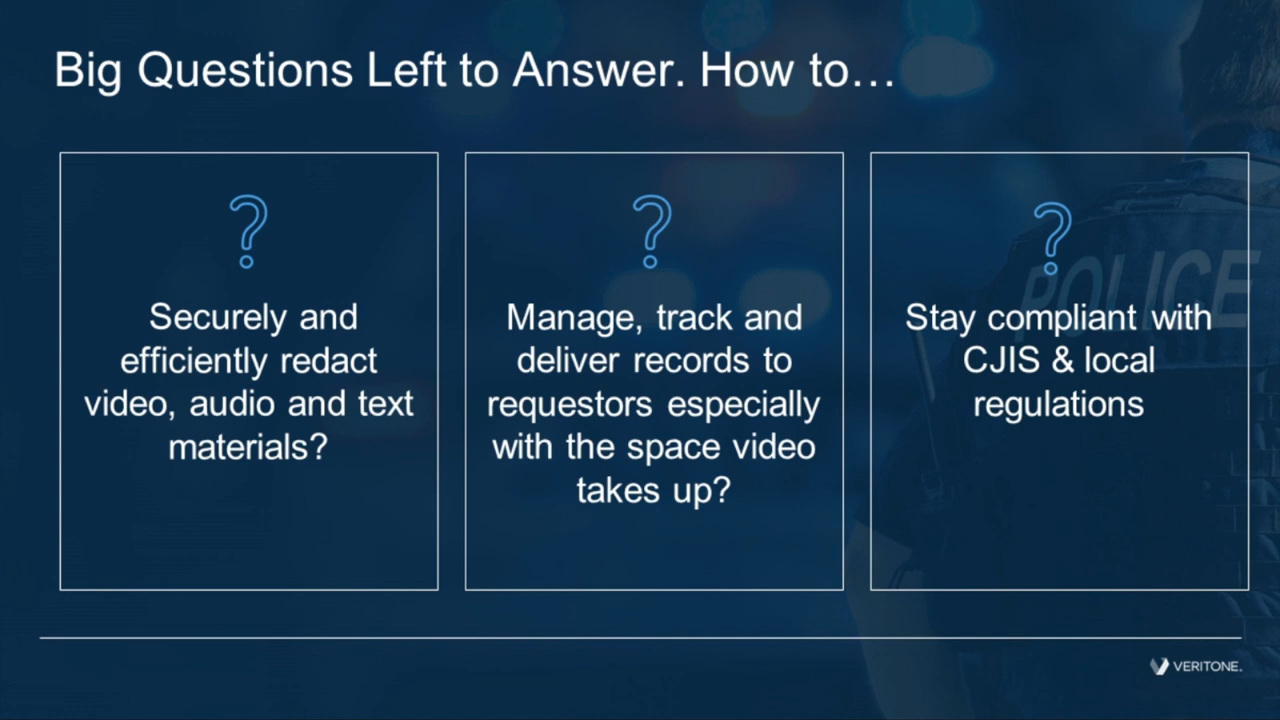 Big Questions Left to Answer. How to…
?
Securely and
efficiently redact
video, audio and text
materials?
?
Manage, track and
deliver records to
requestors especially
with the space video
takes up?
?
Stay compliant with
CJIS & local
regulations
POLICE
VERITONE.